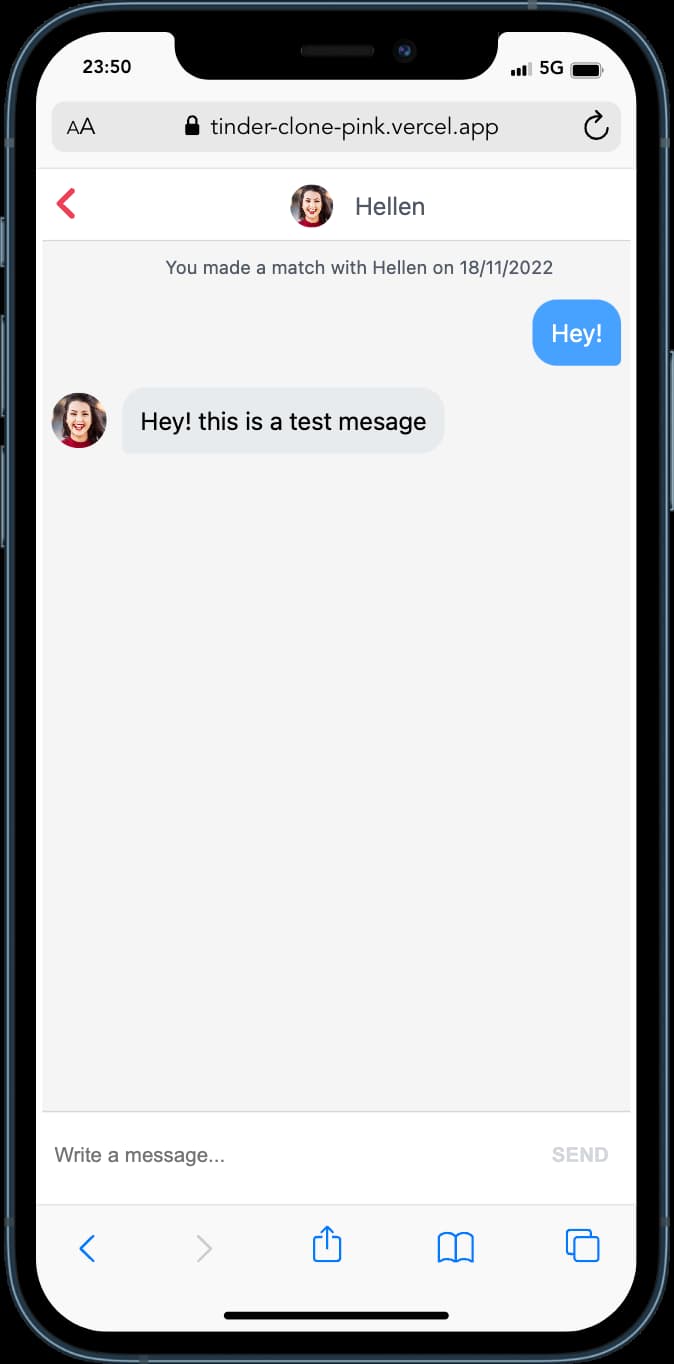 23:50
5G
AA
tinder-clone-pink.vercel.app
Hellen
You made a match with Hellen on 18/11/2022
Hey!
Hey! this is a test mesage
Write a message...
SEND